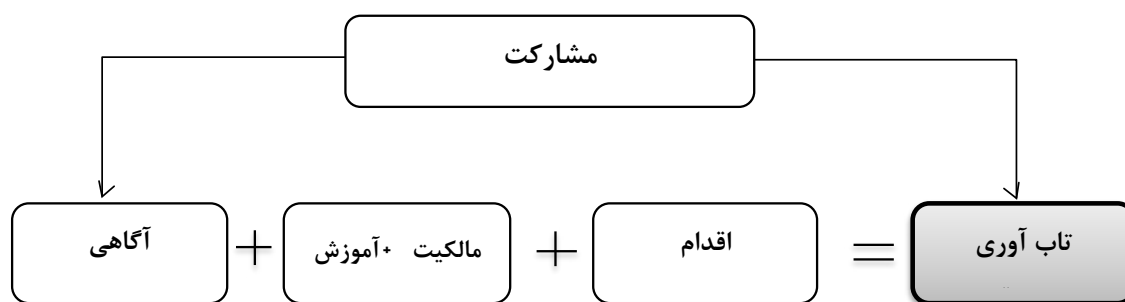 مشارکت
آگاهی + مالکیت +آموزش + اقدام = تاب آوری